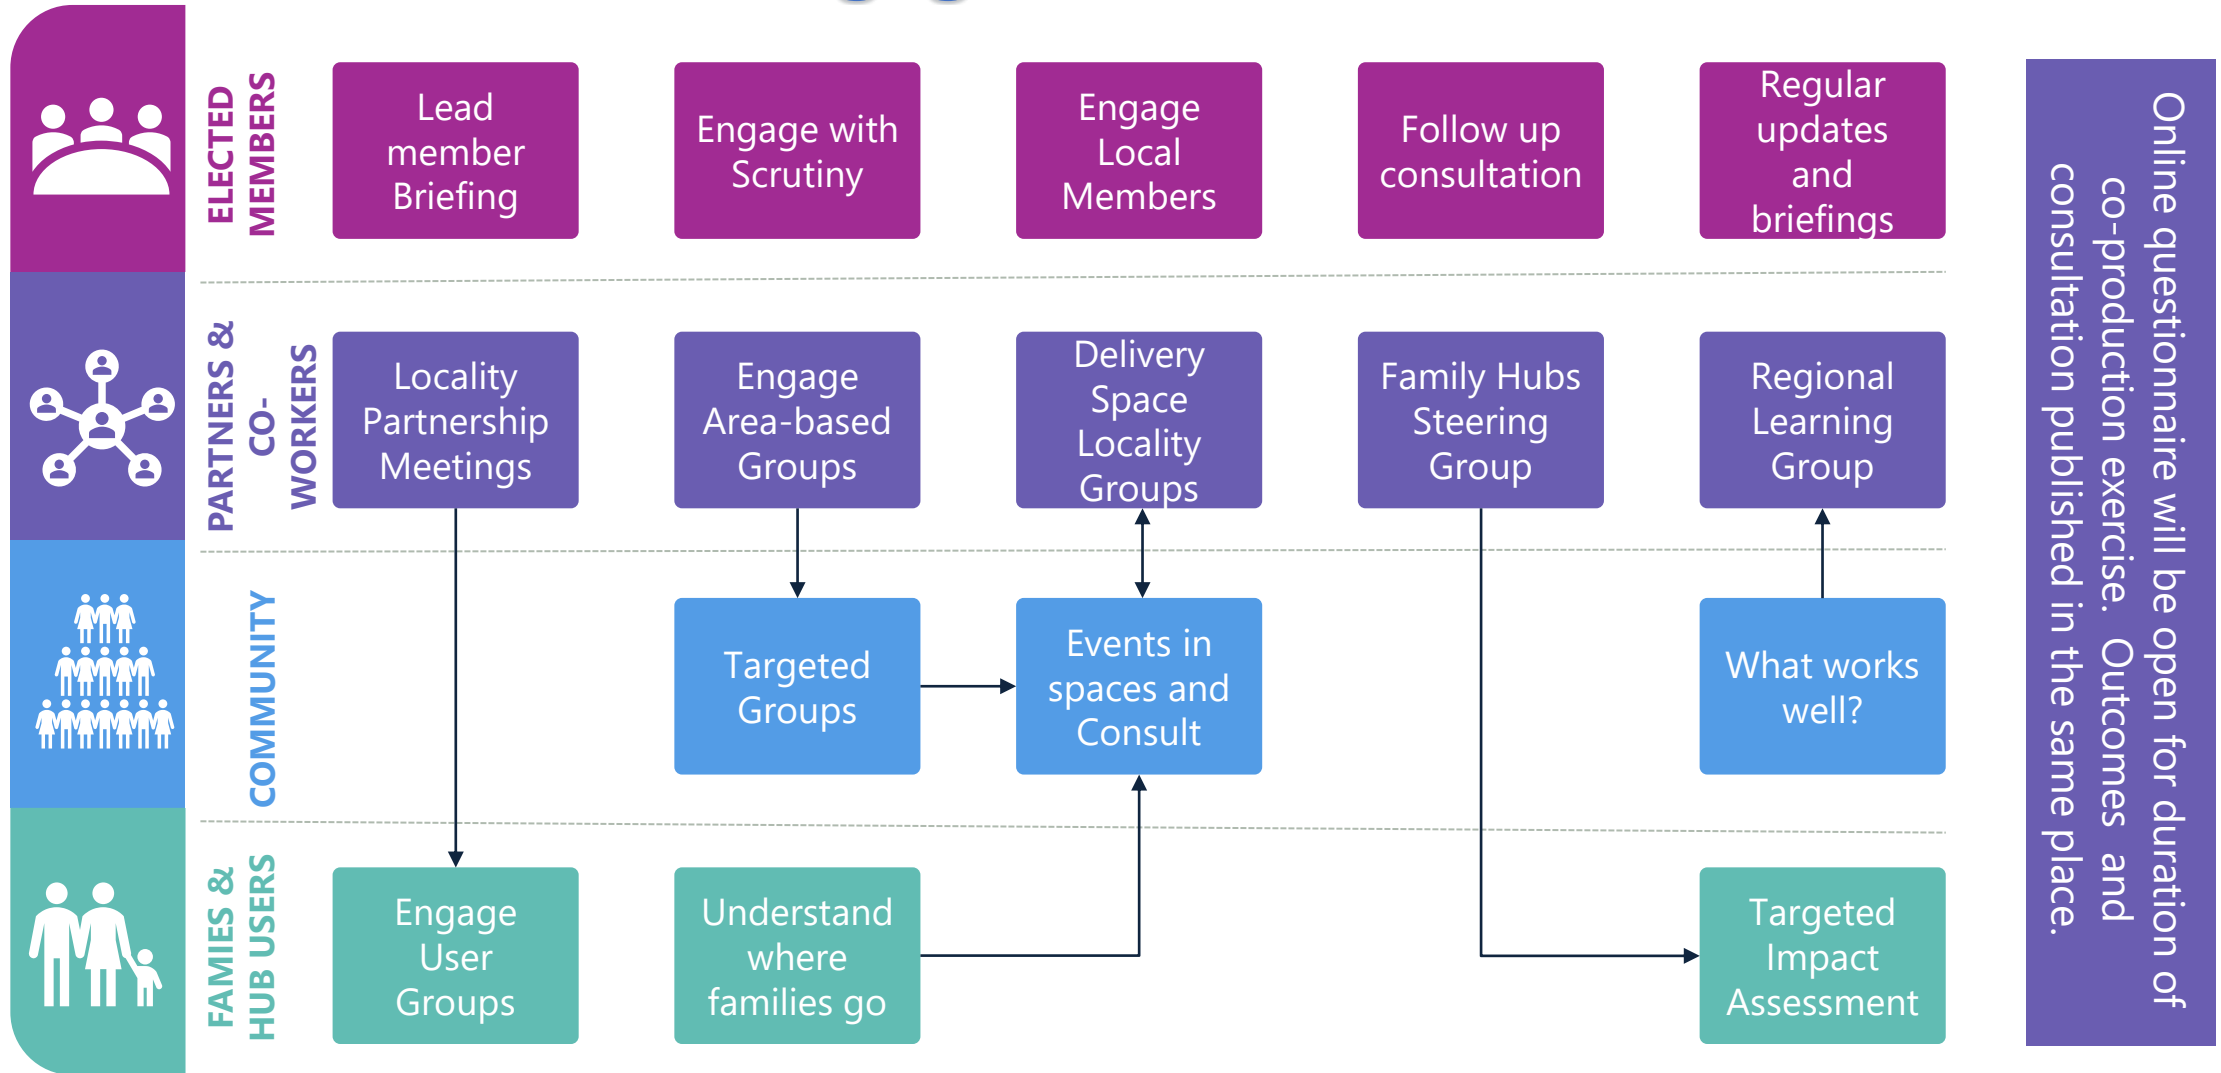 ELECTED
MEMBERS
Lead
member
Briefing
Engage with
Scrutiny
Engage
Local
Members
Follow up
consultation
Regular
updates
and
briefings
PARTNERS &
CO-
WORKERS
Locality
Partnership
Meetings
Engage
Area-based
Groups
Delivery
Space
Locality
Groups
Family Hubs
Steering
Group
Regional
Learning
Group
COMMUNITY
Targeted
Groups
Events in
spaces and
Consult
What works
well?
FAMIES &
HUB USERS
Engage
User
Groups
Understand
where
families go
Targeted
Impact
Assessment
Online questionnaire will be open for duration of
co-production exercise. Outcomes and
consultation published in the same place.